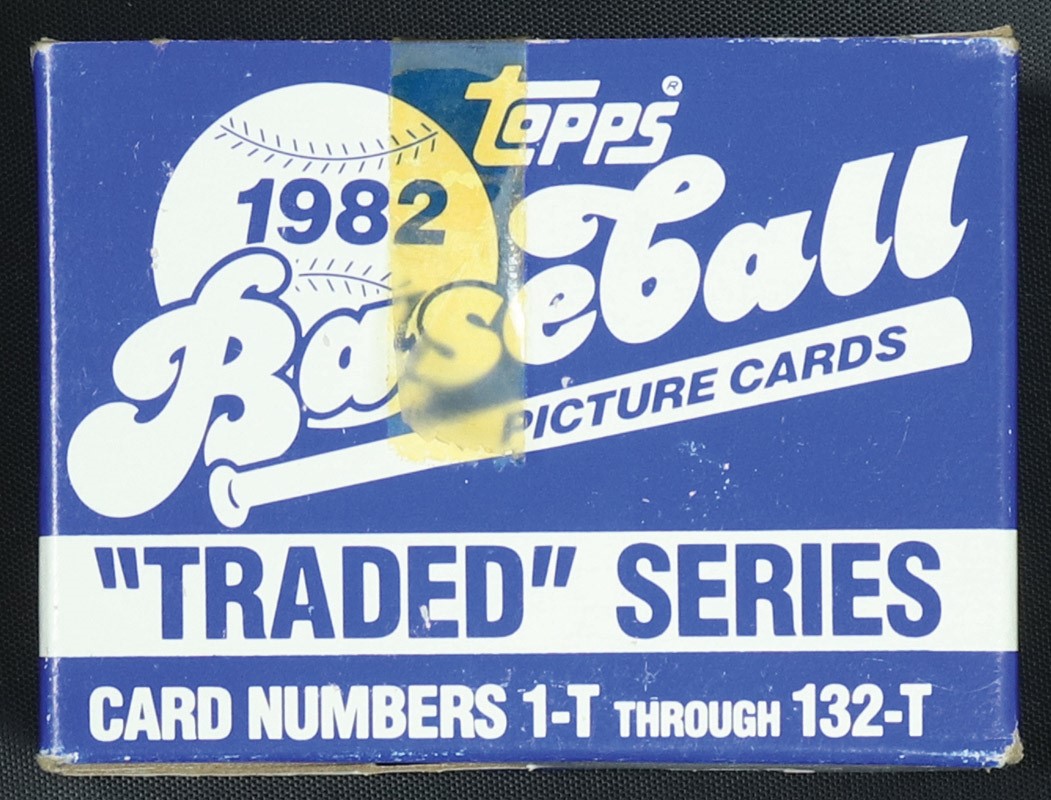 Topps®
1982
Baseball
PICTURE CARDS
"TRADED" SERIES
CARD NUMBERS 1-T THROUGH 132-T